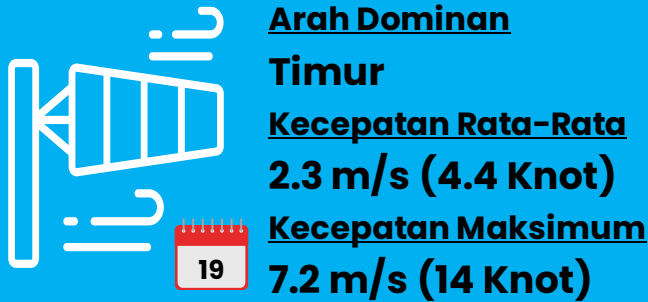 Arah Dominan
Timur
Kecepatan Rata-Rata
2.3 m/s (4.4 Knot)
Kecepatan Maksimum
19
7.2 m/s (14 Knot)